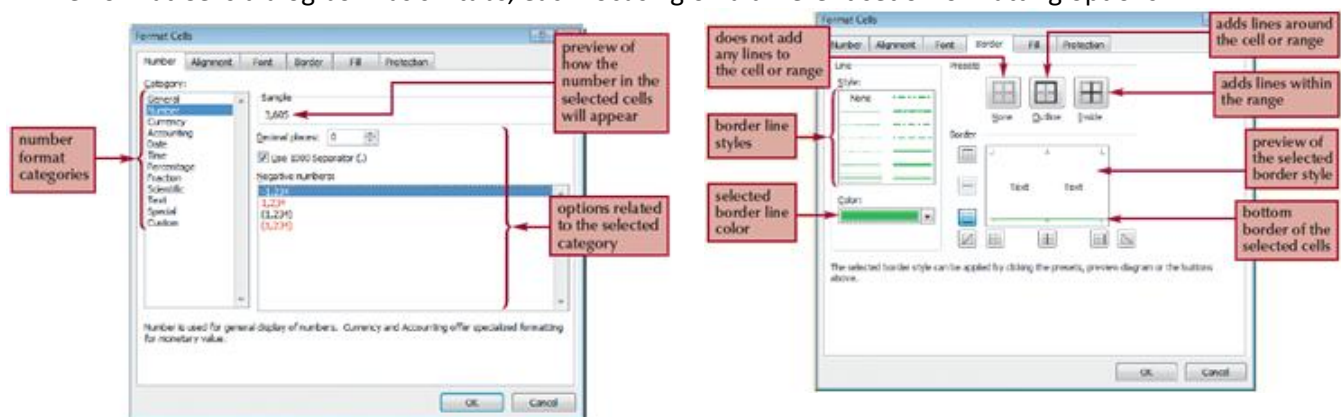 Format Cells
Number Alignment Font Border Fill Protection
Category:
General
Number
Currency
Accounting
Date
Time
Percentage
Fraction
Scientific
Text
Special
Custom
Sample
3,605
Decimal places: 0
Use 1000 Separator (,)
Negative numbers:
-1,234
1,234
(1,234)
(1,234)
Number is used for general display of numbers. Currency and Accounting offer specialized formatting
for monetary value.
OK Cancel
number
format
categories
preview of
how the
number in the
selected cells
will appear
options related
to the selected
category
Format Cells
Number Alignment Font Border Fill Protection
Line
Style:
None
Color:
Presets
None Outline Inside
Border
Text Text
The selected border style can be applied by clicking the presets, preview diagram or the buttons
above.
OK Cancel
does not add
any lines to
the cell or range
border line
styles
selected
border line
color
adds lines around
the cell or range
adds lines within
the range
preview of
the selected
border style
bottom
border of the
selected cells